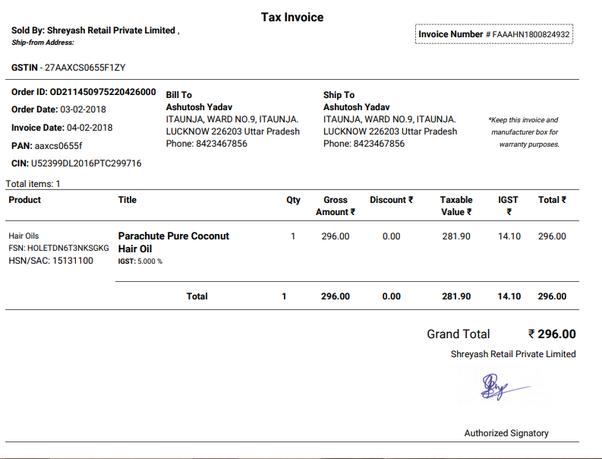 Tax Invoice
Sold By: Shreyash Retail Private Limited ,
Invoice Number # FAAAHN1800824932
Ship-from Address:
GSTIN - 27AAXCS0655F1ZY
Order ID: OD211450975220426000
Order Date: 03-02-2018
Invoice Date: 04-02-2018
PAN: aaxcs0655f
CIN: U52399DL2016PTC299716
Bill To
Ashutosh Yadav
ITAUNJA, WARD NO.9, ITAUNJA.
LUCKNOW 226203 Uttar Pradesh
Phone: 8423467856
Ship To
Ashutosh Yadav
ITAUNJA, WARD NO.9, ITAUNJA.
LUCKNOW 226203 Uttar Pradesh
Phone: 8423467856
*Keep this invoice and
manufacturer box for
warranty purposes.
Total items: 1
Product Title Qty Gross Amount ₹ Discount ₹ Taxable Value ₹ IGST ₹ Total ₹
Hair Oils
FSN: HOLETDN6T3NKSGKG
HSN/SAC: 15131100
Parachute Pure Coconut
Hair Oil
IGST: 5.000 %
1 296.00 0.00 281.90 14.10 296.00
Total 1 296.00 0.00 281.90 14.10 296.00
Grand Total ₹ 296.00
Shreyash Retail Private Limited
Authorized Signatory